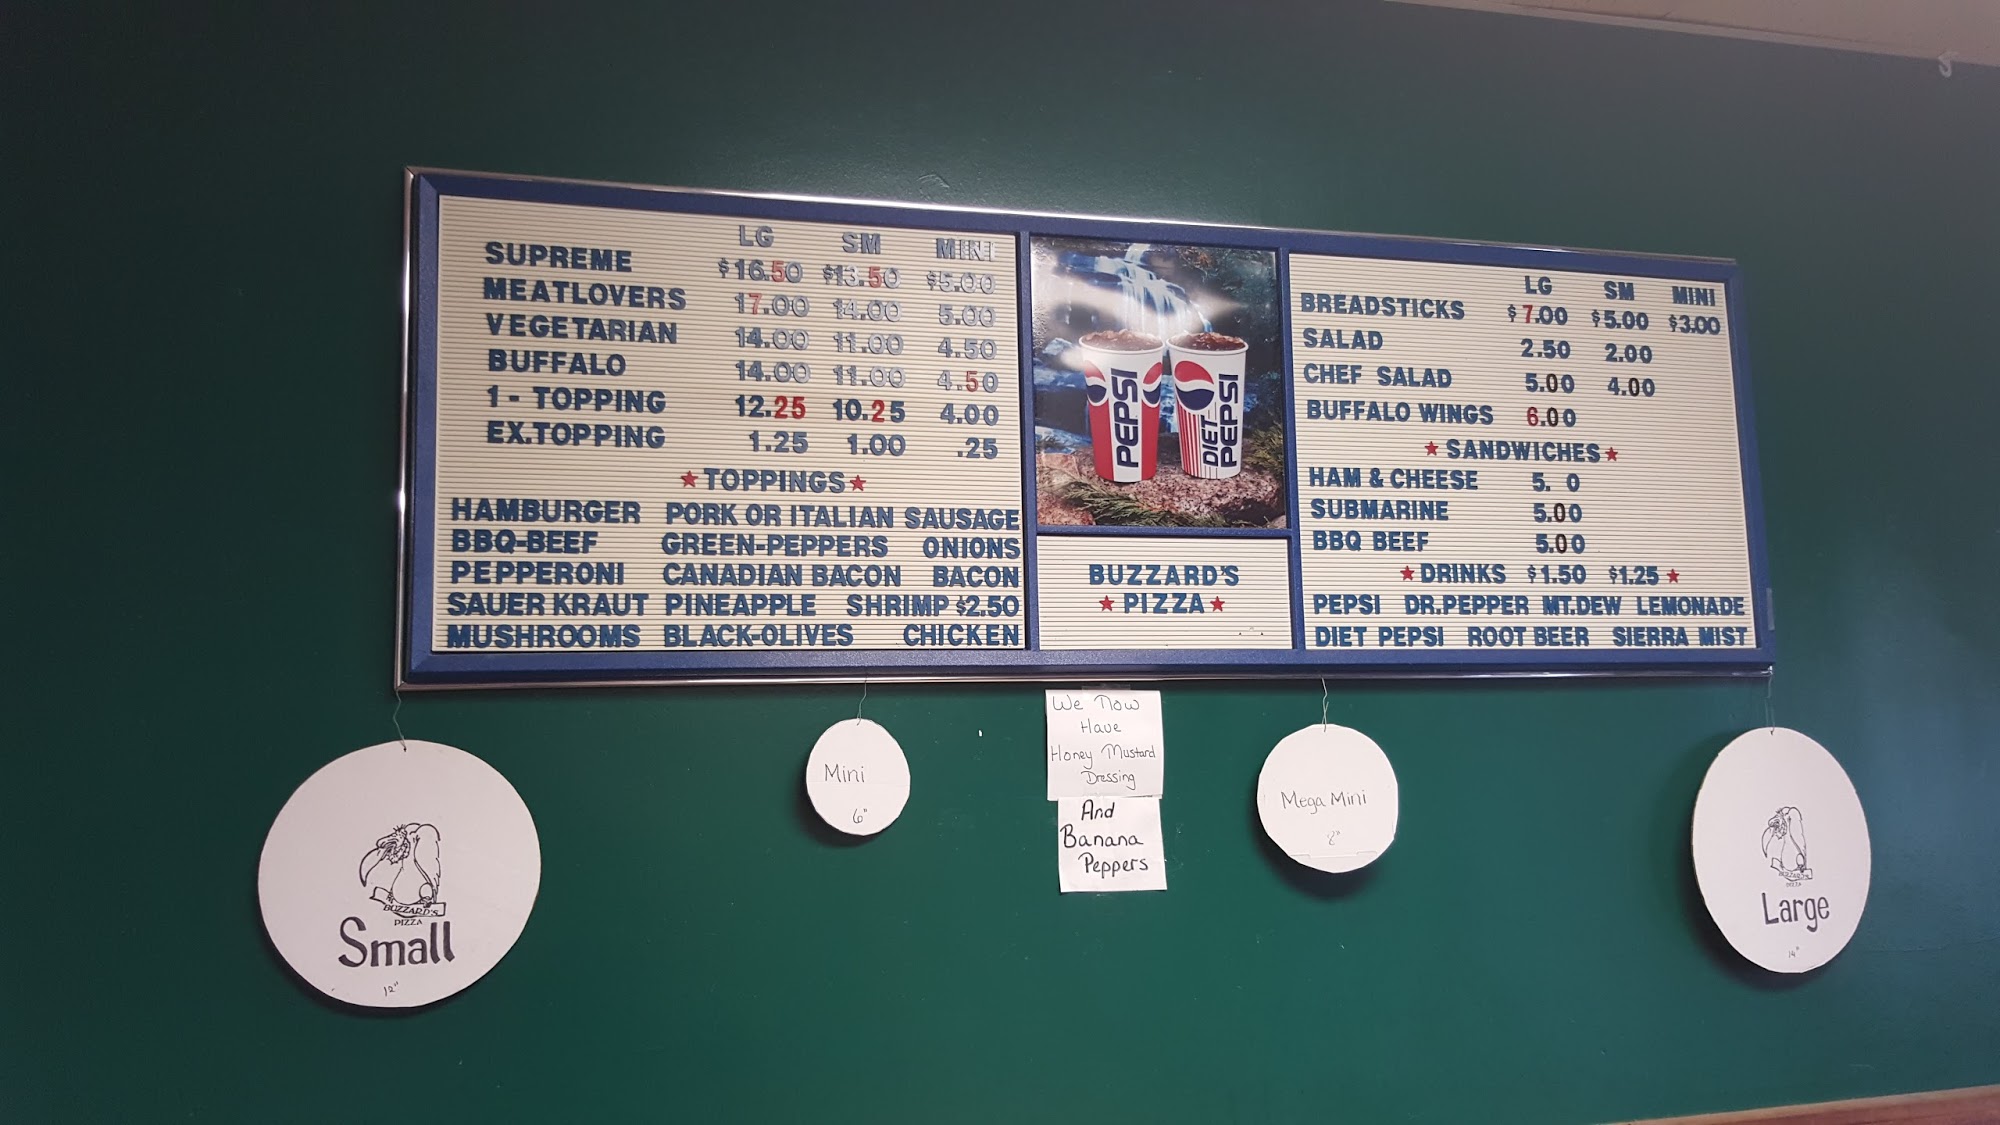 LG SM MINI
SUPREME $16.50 $13.50 $5.00
MEATLOVERS 17.00 14.00 5.00
VEGETARIAN 14.00 11.00 4.50
BUFFALO 14.00 11.00 4.50
1 - TOPPING 12.25 10.25 4.00
EX.TOPPING 1.25 1.00 .25
★TOPPINGS★
HAMBURGER PORK OR ITALIAN SAUSAGE
BBQ-BEEF GREEN-PEPPERS ONIONS
PEPPERONI CANADIAN BACON BACON
SAUER KRAUT PINEAPPLE SHRIMP $2.50
MUSHROOMS BLACK-OLIVES CHICKEN
PEPSI
DIET PEPSI
BUZZARD'S
★ PIZZA ★
LG SM MINI
BREADSTICKS $7.00 $5.00 $3.00
SALAD 2.50 2.00
CHEF SALAD 5.00 4.00
BUFFALO WINGS 6.00
★ SANDWICHES ★
HAM & CHEESE 5. 0
SUBMARINE 5.00
BBQ BEEF 5.00
★ DRINKS $1.50 $1.25 ★
PEPSI DR.PEPPER MT.DEW LEMONADE
DIET PEPSI ROOT BEER SIERRA MIST
BUZZARD'S
PIZZA
Small
12"
Mini
6"
We Now
Have
Honey Mustard
Dressing
And
Banana
Peppers
Mega Mini
8"
BUZZARD'S
PIZZA
Large
14"